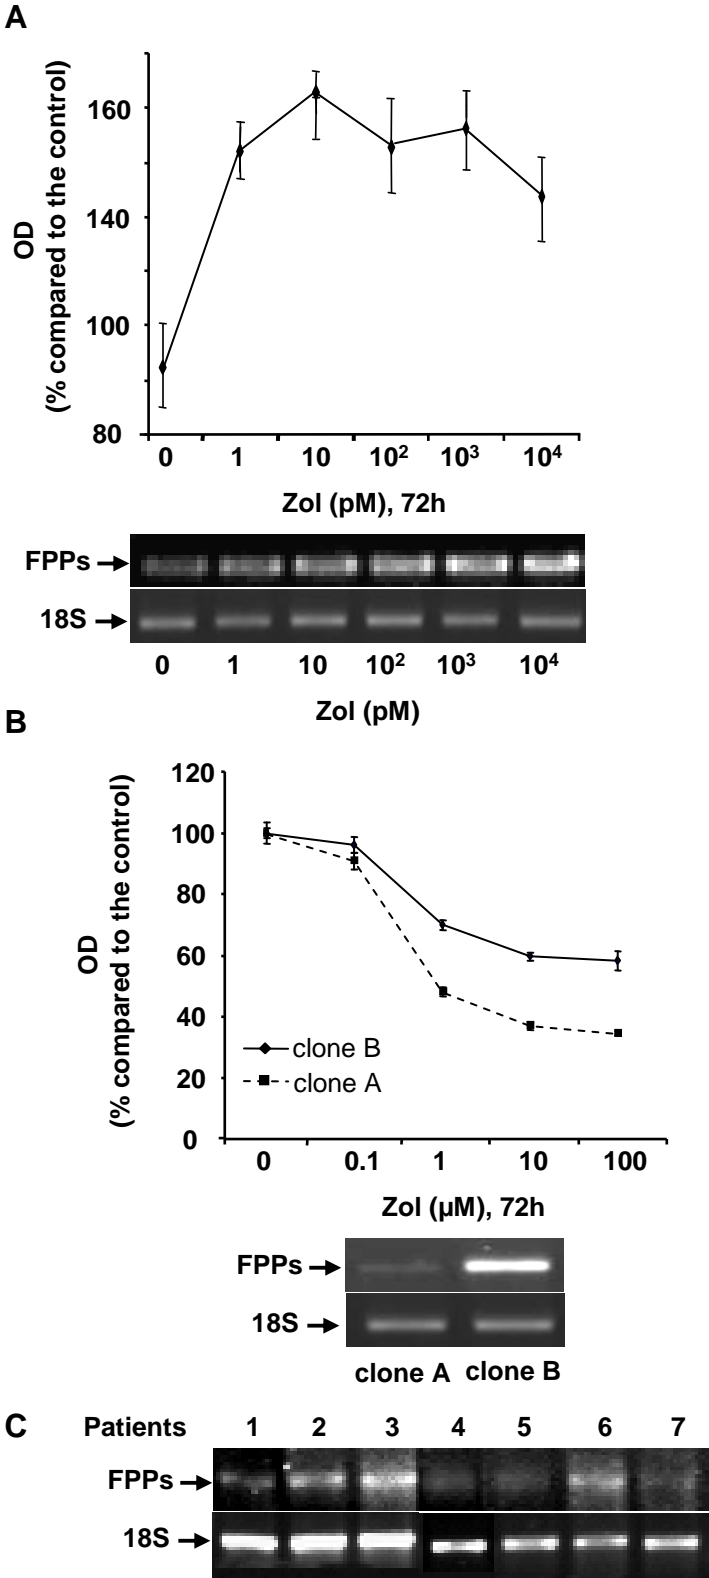 A
OD
(% compared to the control)
160
140
100
80
0 1 10 10² 10³ 10⁴
Zol (pM), 72h
FPPs
18S
0 1 10 10² 10³ 10⁴
Zol (pM)
B
OD
(% compared to the control)
120
100
80
60
40
20
0
clone B
clone A
0 0.1 1 10 100
Zol (µM), 72h
FPPs
18S
clone A clone B
C Patients 1 2 3 4 5 6 7
FPPs
18S